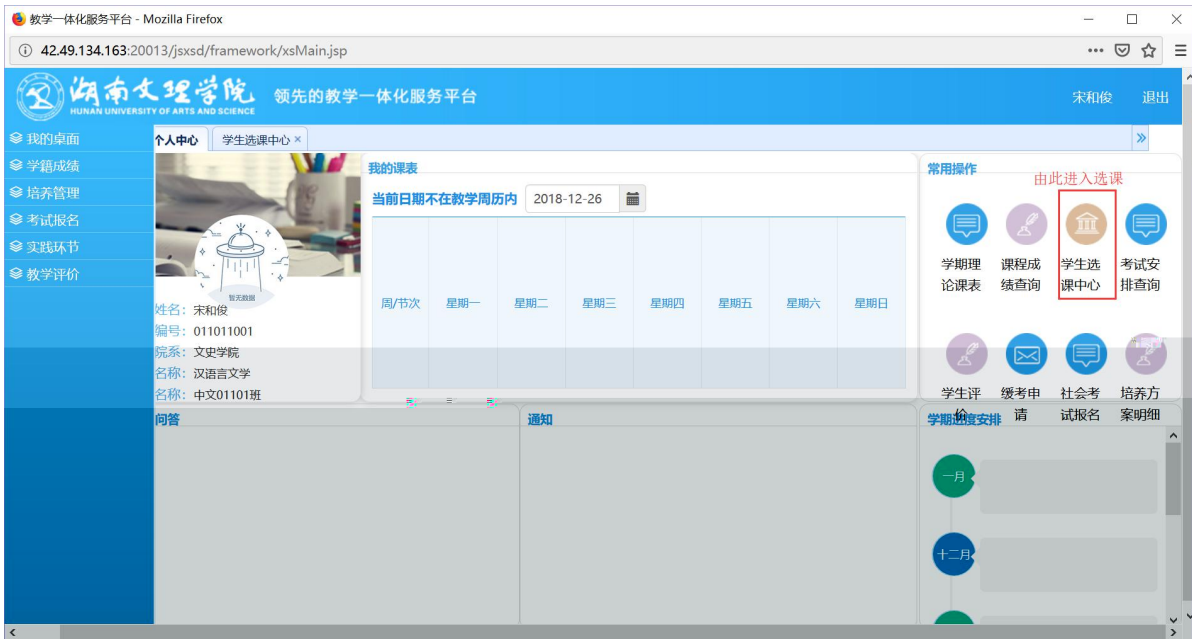 教学一体化服务平台 - Mozilla Firefox
42.49.134.163:20013/jsxsd/framework/xsMain.jsp
湖南文理学院
HUNAN UNIVERSITY OF ARTS AND SCIENCE
领先的教学一体化服务平台
宋和俊 退出
我的桌面
学籍成绩
培养管理
考试报名
实践环节
教学评价
个人中心 学生选课中心
暂无数据
姓名：宋和俊
编号：011011001
院系：文史学院
名称：汉语言文学
名称：中文01101班
我的课表
当前日期不在教学周历内 2018-12-26
周/节次 星期一 星期二 星期三 星期四 星期五 星期六 星期日
常用操作
由此进入选课
学期理论课表
课程成绩查询
学生选课中心
考试安排查询
学生评价
缓考申请
社会考试报名
培养方案明细
问答
通知
学期进度安排
一月
十二月